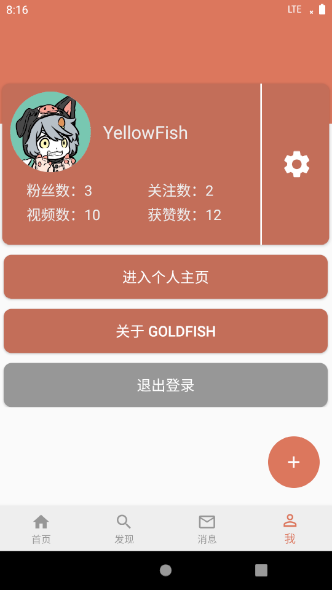 8:16 LTE
YellowFish
粉丝数：3 关注数：2
视频数：10 获赞数：12
进入个人主页
关于 GOLDFISH
退出登录
+
首页 发现 消息 我